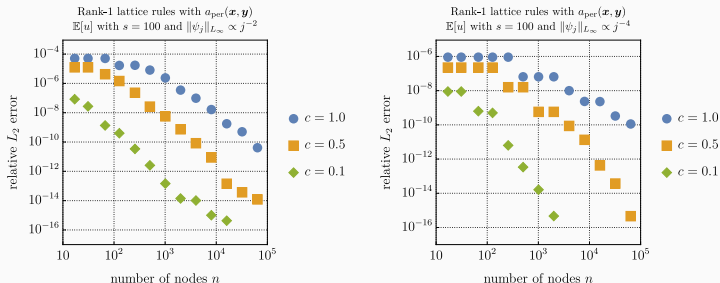 Rank-1 lattice rules with a_per(x, y)
𝔼[u] with s = 100 and ‖ψ_j‖_{L∞} ∝ j^{-2}
relative L_2 error
10^{-4}
10^{-6}
10^{-8}
10^{-10}
10^{-12}
10^{-14}
10^{-16}
10 10^2 10^3 10^4 10^5
number of nodes n
c = 1.0
c = 0.5
c = 0.1
Rank-1 lattice rules with a_per(x, y)
𝔼[u] with s = 100 and ‖ψ_j‖_{L∞} ∝ j^{-4}
relative L_2 error
10^{-6}
10^{-8}
10^{-10}
10^{-12}
10^{-14}
10^{-16}
10 10^2 10^3 10^4 10^5
number of nodes n
c = 1.0
c = 0.5
c = 0.1